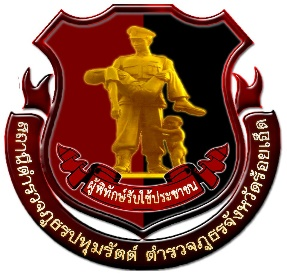 ผู้พิทักษ์รับใช้ประชาชน
สถานีตำรวจภูธรปทุมรัตต์ ตำรวจภูธรจังหวัดร้อยเอ็ด